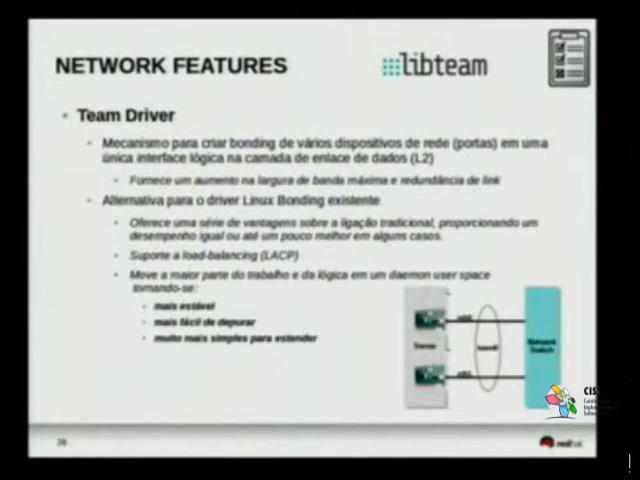 NETWORK FEATURES
libteam
Team Driver
Mecanismo para criar bonding de vários dispositivos de rede (portas) em uma
única interface lógica na camada de enlace de dados (L2)
Fornece um aumento na largura de banda máxima e redundância de link
Alternativa para o driver Linux Bonding existente
Oferece uma série de vantagens sobre a ligação tradicional, proporcionando um
desempenho igual ou até um pouco melhor em alguns casos.
Suporte a load-balancing (LACP)
Move a maior parte do trabalho e da lógica em um daemon user space
tornando-se:
mais estável
mais fácil de depurar
muito mais simples para estender
Server
Network
Switch
CIS
redhat